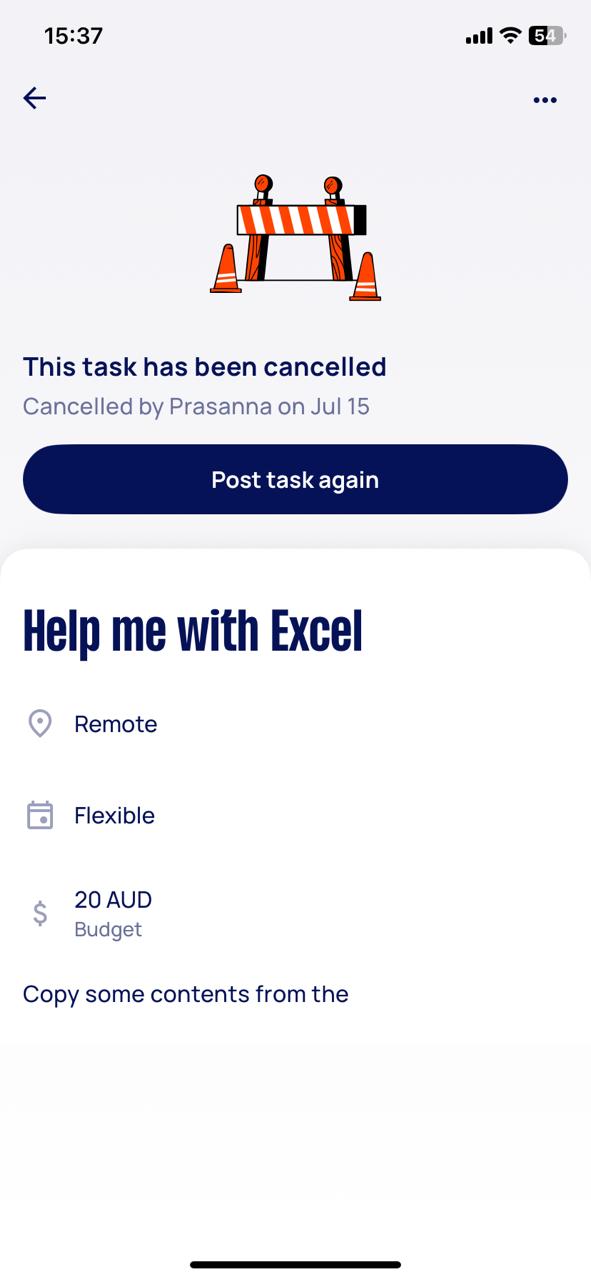 15:37
54
This task has been cancelled
Cancelled by Prasanna on Jul 15
Post task again
Help me with Excel
Remote
Flexible
$
20 AUD
Budget
Copy some contents from the